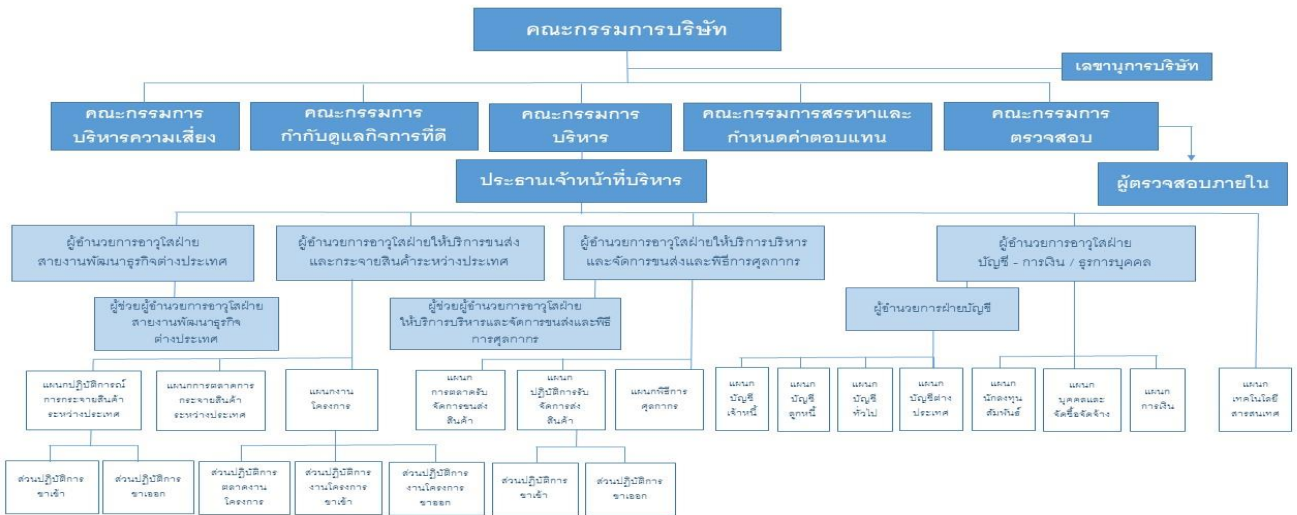 คณะกรรมการบริษัท
เลขานุการบริษัท
คณะกรรมการ
บริหารความเสี่ยง
คณะกรรมการ
กำกับดูแลกิจการที่ดี
คณะกรรมการ
บริหาร
คณะกรรมการสรรหาและ
กำหนดค่าตอบแทน
คณะกรรมการ
ตรวจสอบ
ประธานเจ้าหน้าที่บริหาร
ผู้ตรวจสอบภายใน
ผู้อำนวยการอาวุโสฝ่าย
สายงานพัฒนาธุรกิจต่างประเทศ
ผู้อำนวยการอาวุโสฝ่ายให้บริการขนส่ง
และกระจายสินค้าระหว่างประเทศ
ผู้อำนวยการอาวุโสฝ่ายให้บริการบริหาร
และจัดการขนส่งและพิธีการศุลกากร
ผู้อำนวยการอาวุโสฝ่าย
บัญชี - การเงิน / ธุรการบุคคล
ผู้ช่วยผู้อำนวยการอาวุโสฝ่าย
สายงานพัฒนาธุรกิจ
ต่างประเทศ
ผู้ช่วยผู้อำนวยการอาวุโสฝ่าย
ให้บริการบริหารและจัดการขนส่งและพิธี
การศุลกากร
ผู้อำนวยการฝ่ายบัญชี
แผนกปฏิบัติการณ์
การกระจายสินค้า
ระหว่างประเทศ
แผนกการตลาดการ
กระจายสินค้า
ระหว่างประเทศ
แผนกงาน
โครงการ
แผนก
การตลาดรับ
จัดการขนส่ง
สินค้า
แผนก
ปฏิบัติการรับ
จัดการส่ง
สินค้า
แผนกพิธีการ
ศุลกากร
แผนก
บัญชี
เจ้าหนี้
แผนก
บัญชี
ลูกหนี้
แผนก
บัญชี
ทั่วไป
แผนก
บัญชีต่าง
ประเทศ
แผนก
นักลงทุน
สัมพันธ์
แผนก
บุคคลและ
จัดซื้อจัดจ้าง
แผนก
การเงิน
แผนก
เทคโนโลยี
สารสนเทศ
ส่วนปฏิบัติการ
ขาเข้า
ส่วนปฏิบัติการ
ขาออก
ส่วนปฏิบัติการ
ตลาดงาน
โครงการ
ส่วนปฏิบัติการ
งานโครงการ
ขาเข้า
ส่วนปฏิบัติการ
งานโครงการ
ขาออก
ส่วนปฏิบัติการ
ขาเข้า
ส่วนปฏิบัติการ
ขาออก